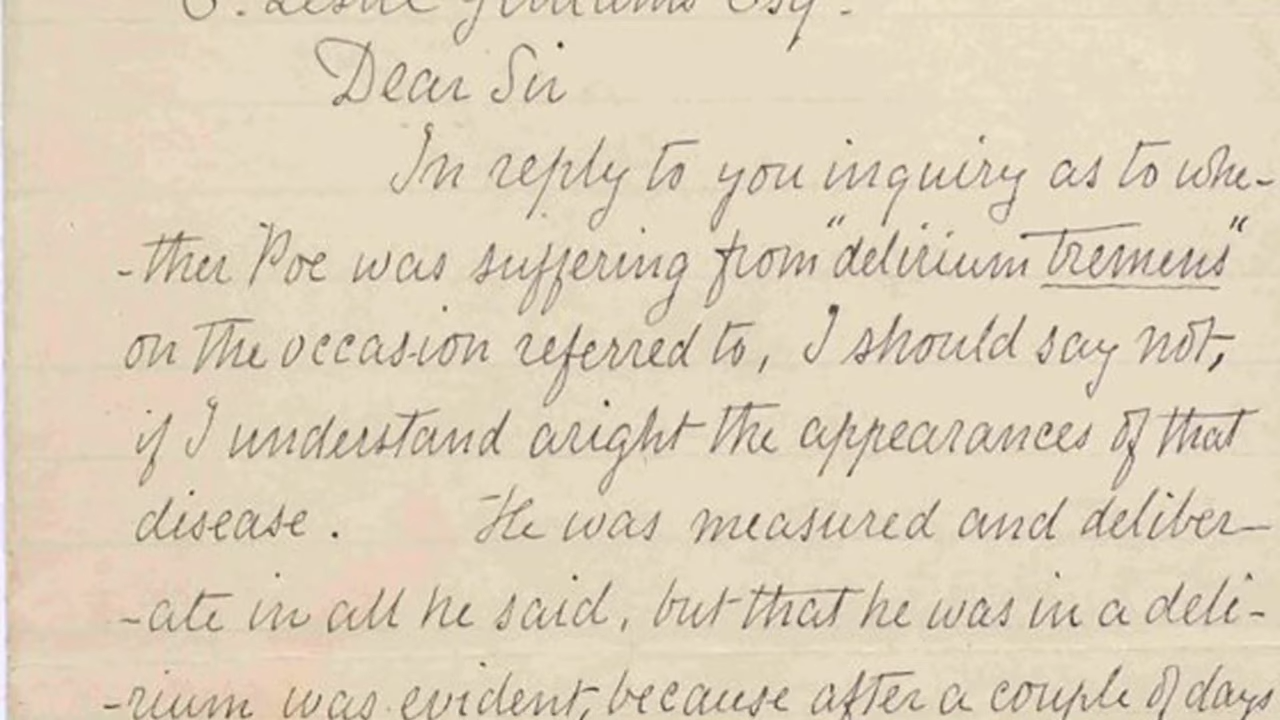 Esq.
Dear Sir
In reply to you inquiry as to whe-
-ther Poe was suffering from "delirium tremens"
on the occasion referred to, I should say not,
if I understand aright the appearances of that
disease. He was measured and deliber-
-ate in all he said, but that he was in a deli-
-rium was evident, because after a couple of days